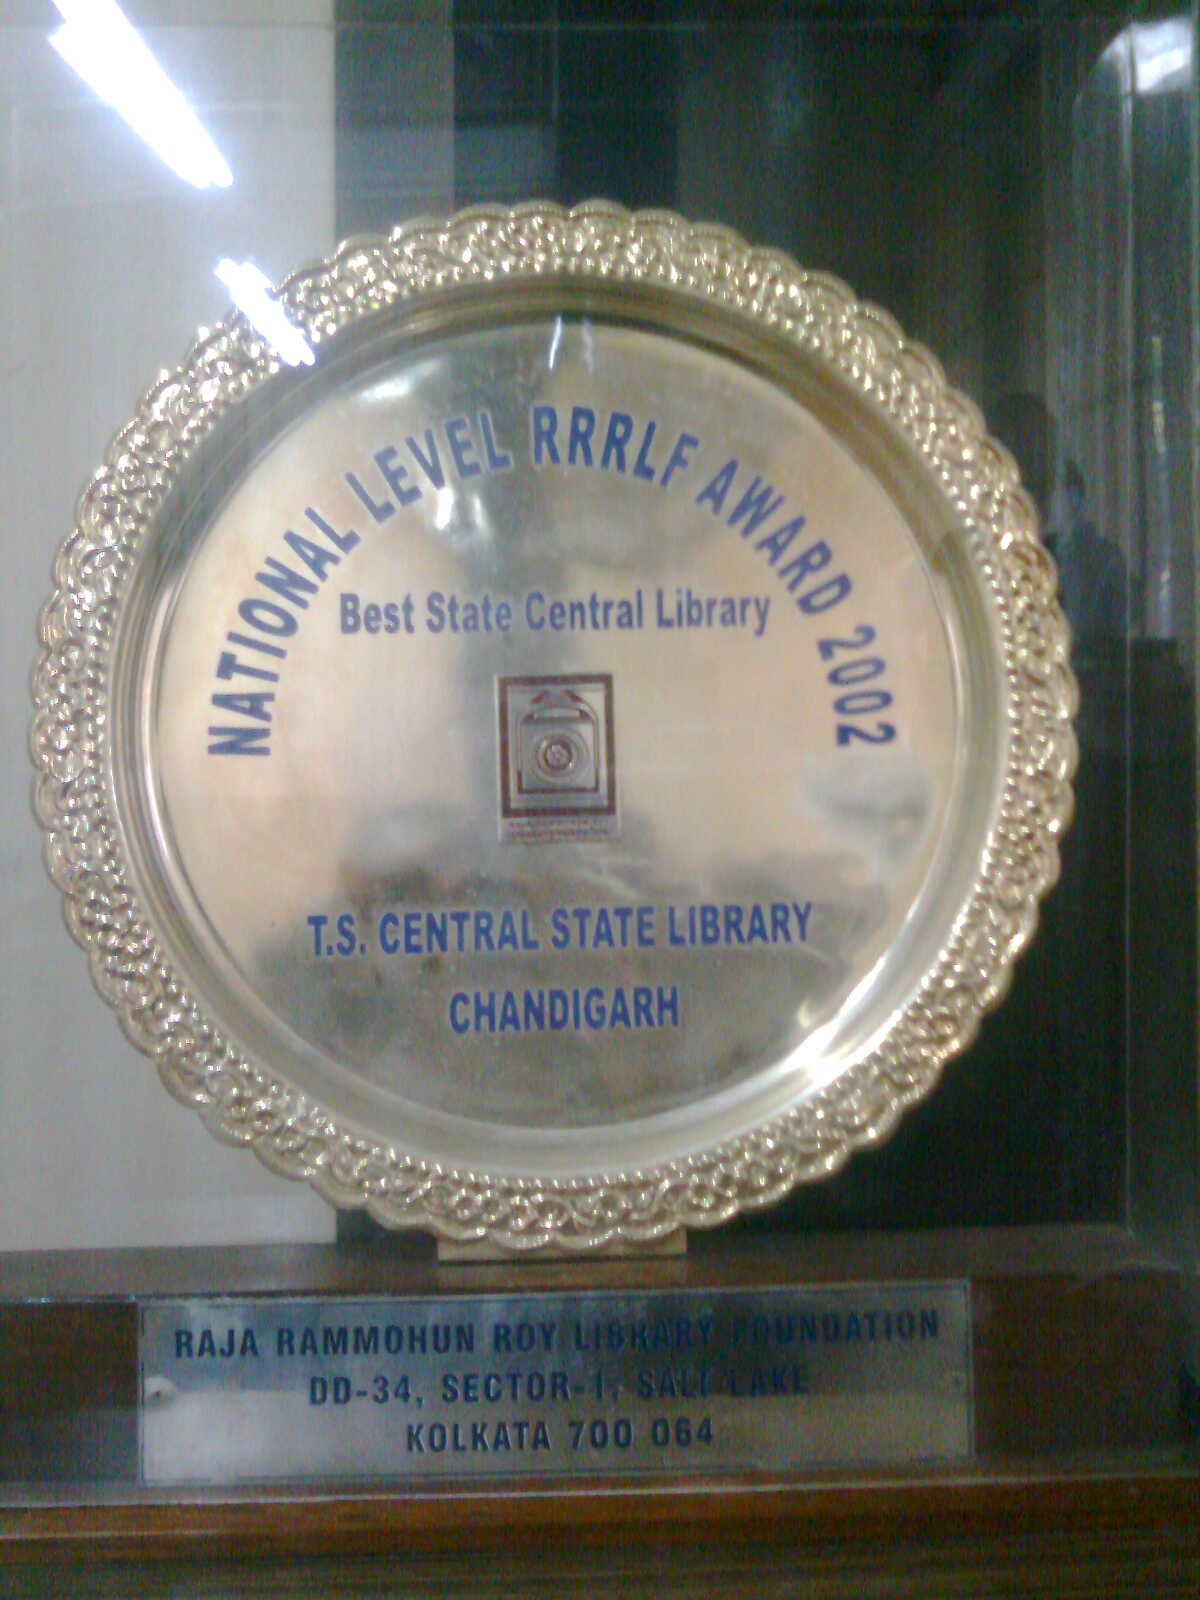 NATIONAL LEVEL RRRLF AWARD 2002
Best State Central Library
T.S. CENTRAL STATE LIBRARY
CHANDIGARH
RAJA RAMMOHUN ROY LIBRARY FOUNDATION
DD-34, SECTOR-I, SALT LAKE
KOLKATA 700 064